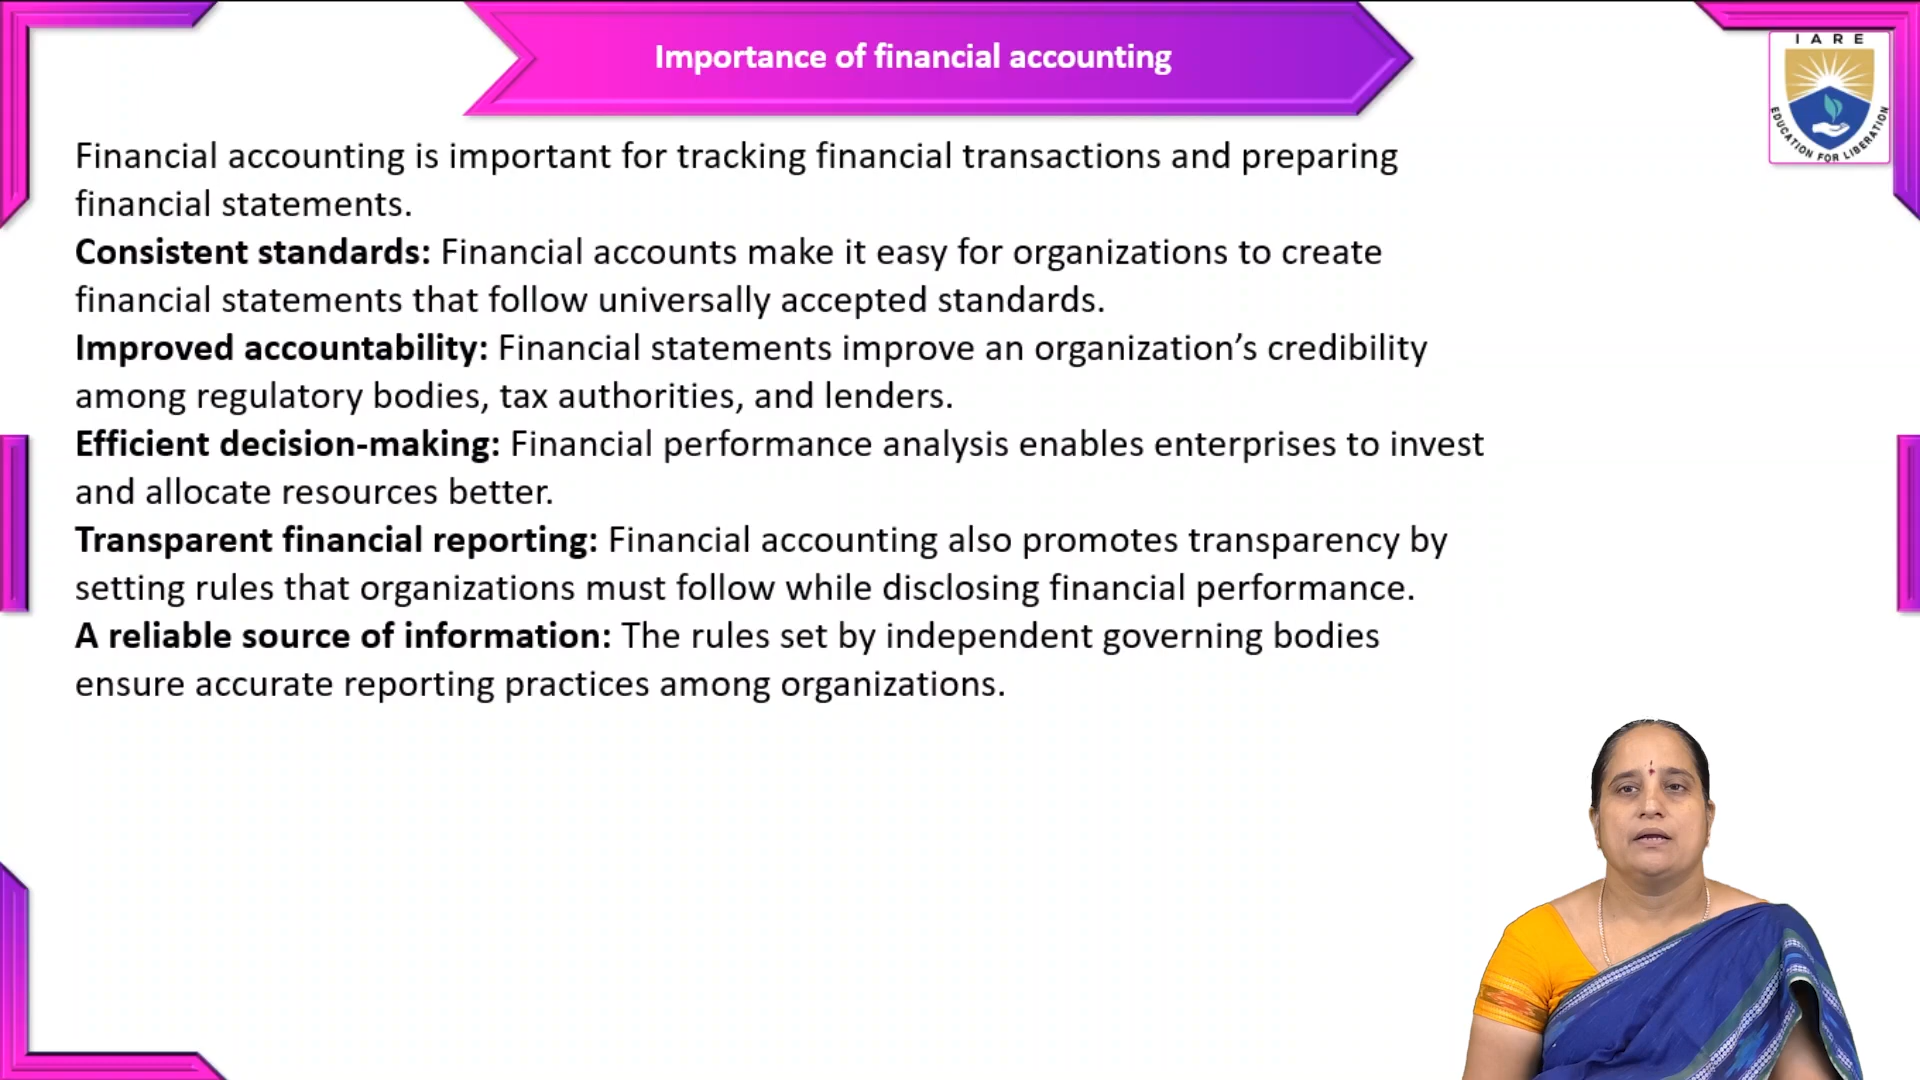 Importance of financial accounting
IARE
EDUCATION FOR LIBERATION
Financial accounting is important for tracking financial transactions and preparing
financial statements.
Consistent standards: Financial accounts make it easy for organizations to create
financial statements that follow universally accepted standards.
Improved accountability: Financial statements improve an organization’s credibility
among regulatory bodies, tax authorities, and lenders.
Efficient decision-making: Financial performance analysis enables enterprises to invest
and allocate resources better.
Transparent financial reporting: Financial accounting also promotes transparency by
setting rules that organizations must follow while disclosing financial performance.
A reliable source of information: The rules set by independent governing bodies
ensure accurate reporting practices among organizations.